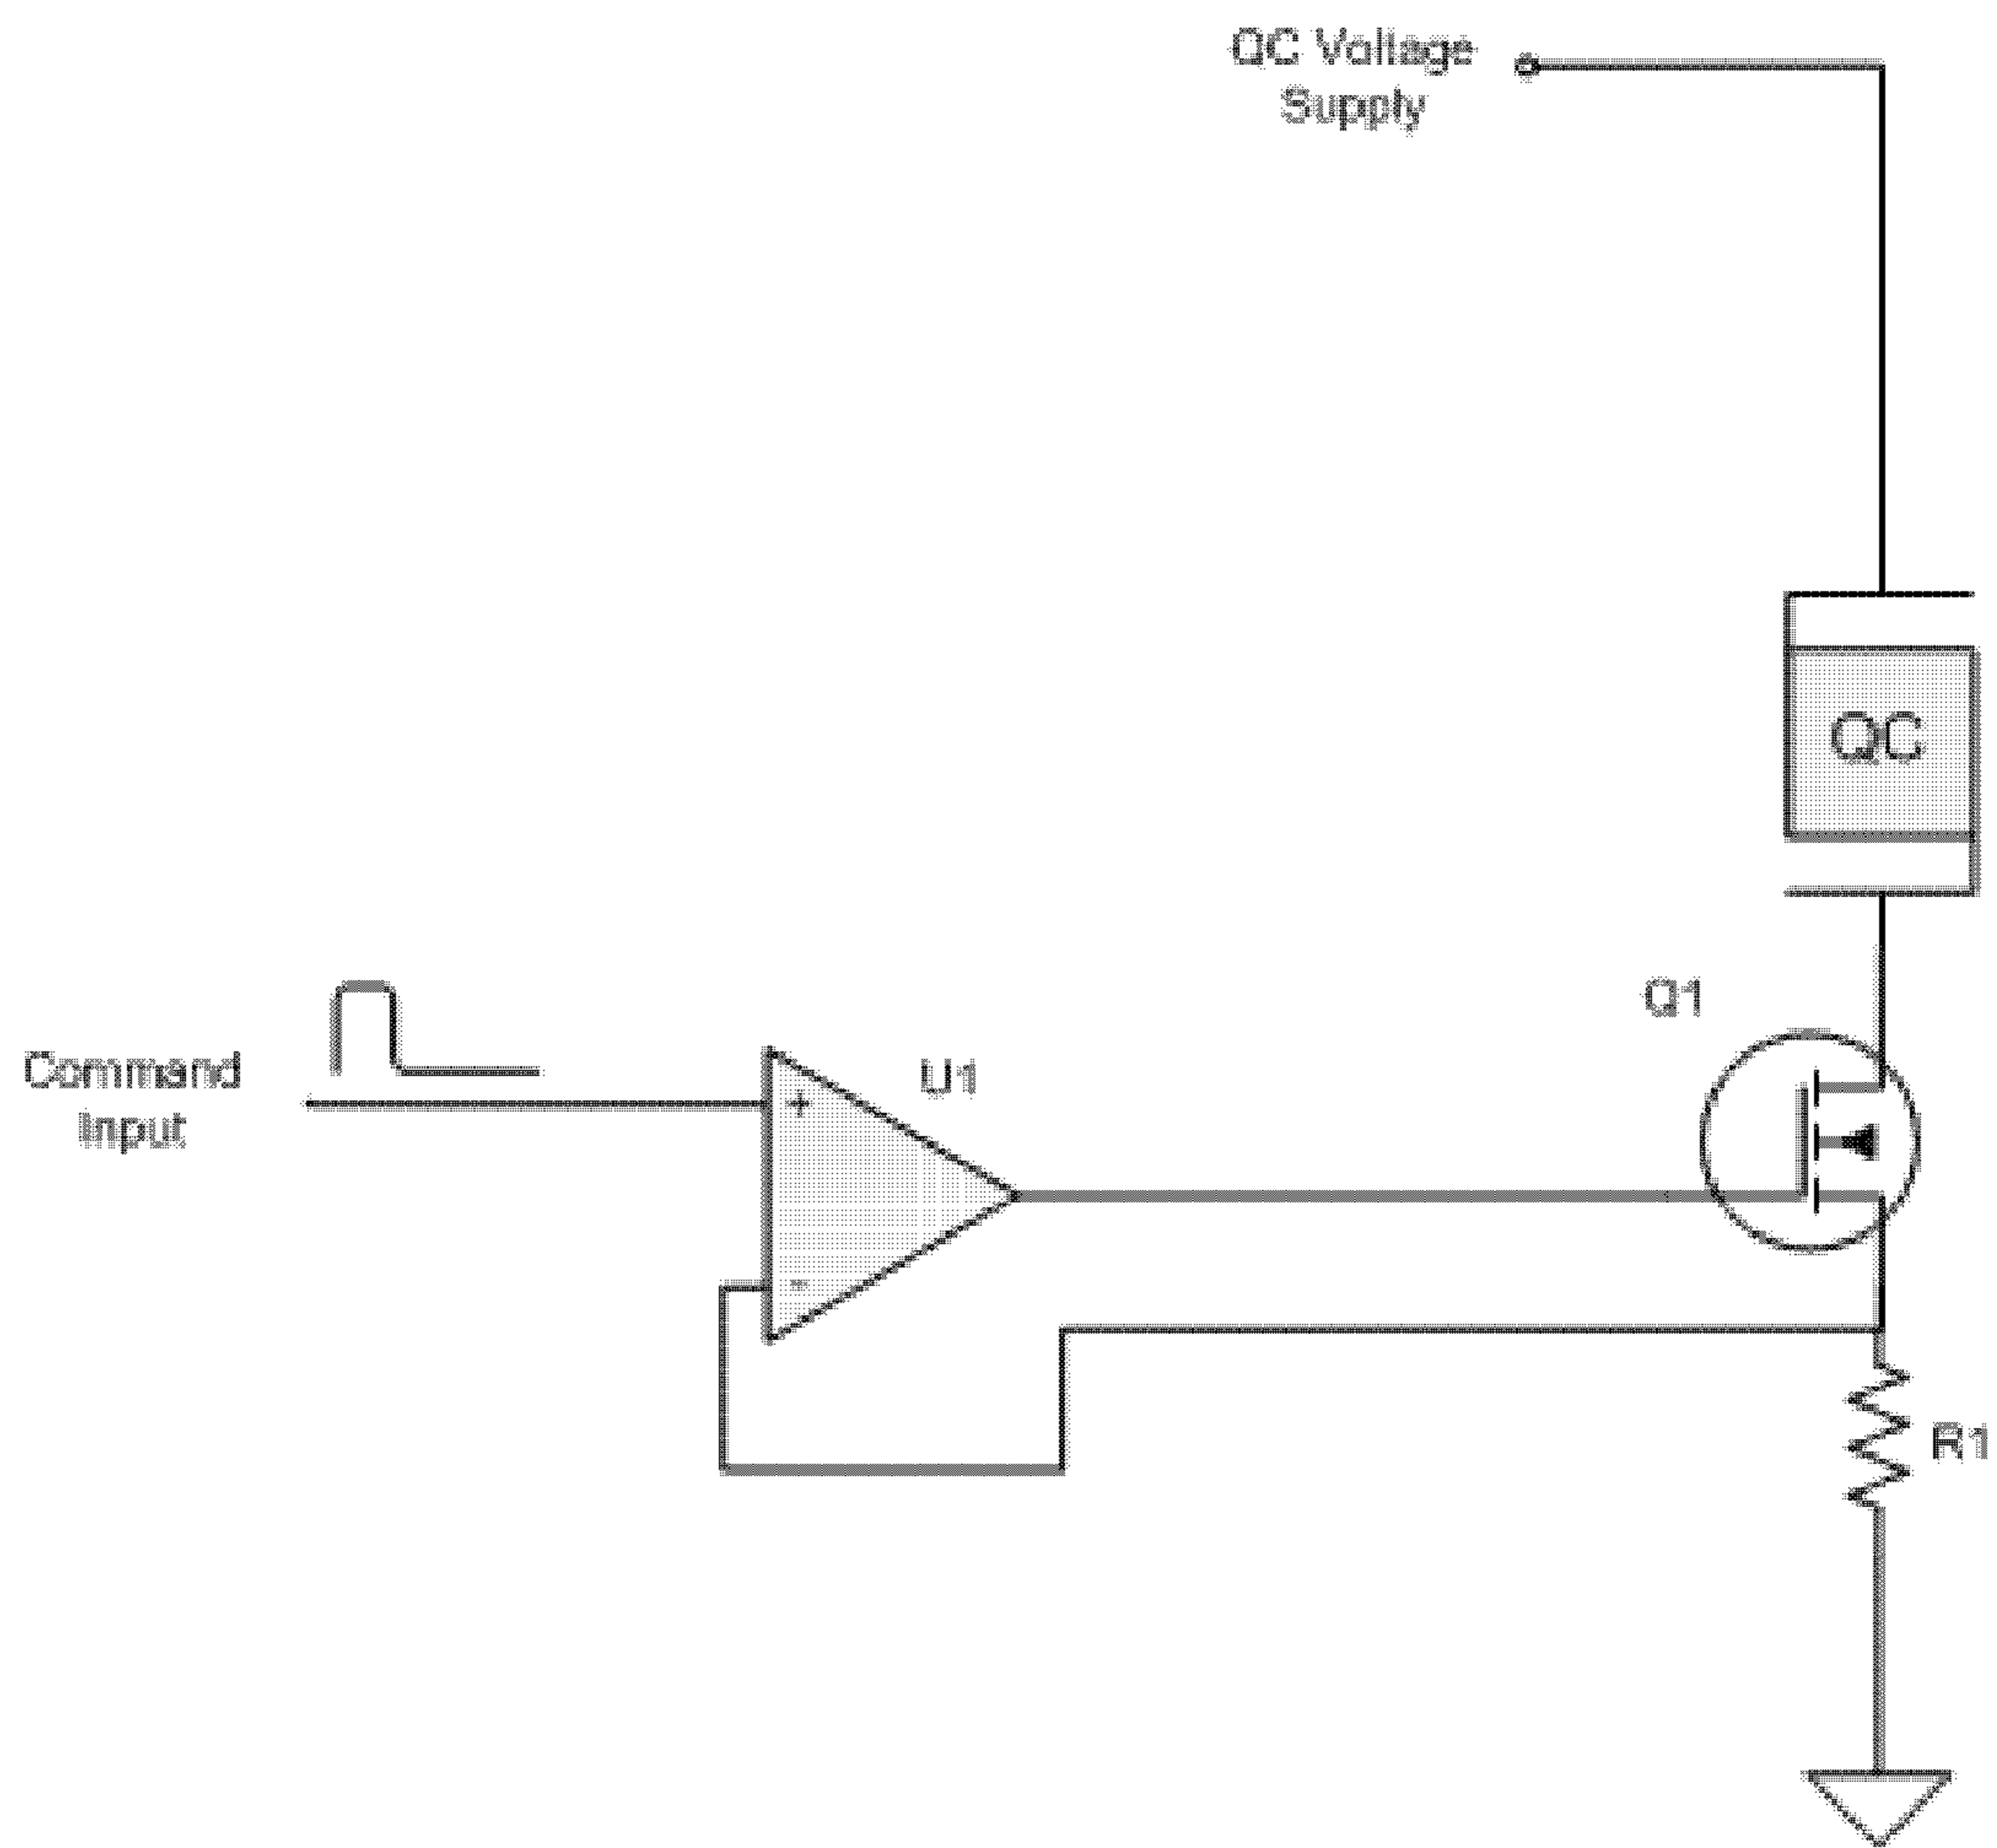 QC Voltage
Supply
QC
Q1
Command
Input
U1
+
-
R1